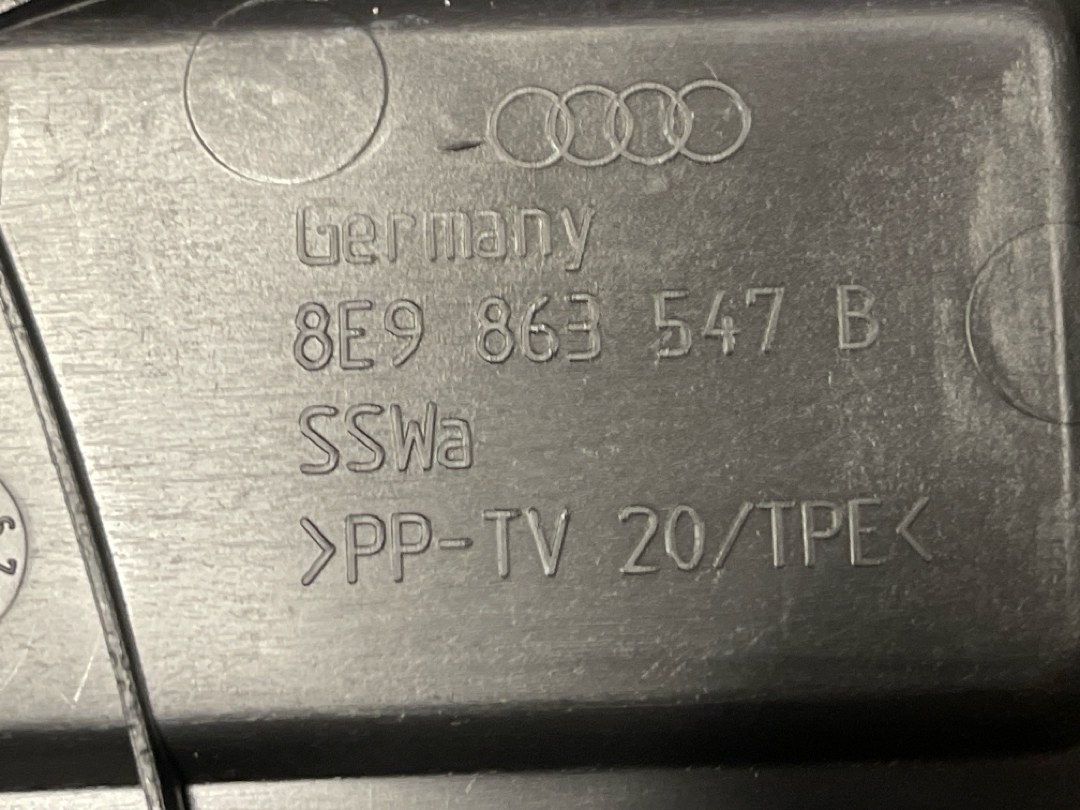 Germany
8E9 863 547 B
SSWa
>PP-TV 20/TPE<